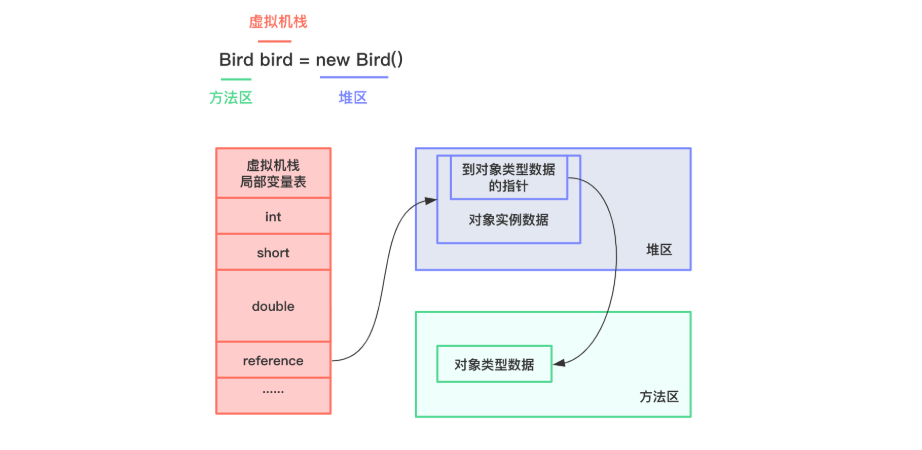 虚拟机栈
Bird bird = new Bird()
方法区
堆区
虚拟机栈
局部变量表
int
short
double
reference
······
到对象类型数据
的指针
对象实例数据
堆区
对象类型数据
方法区